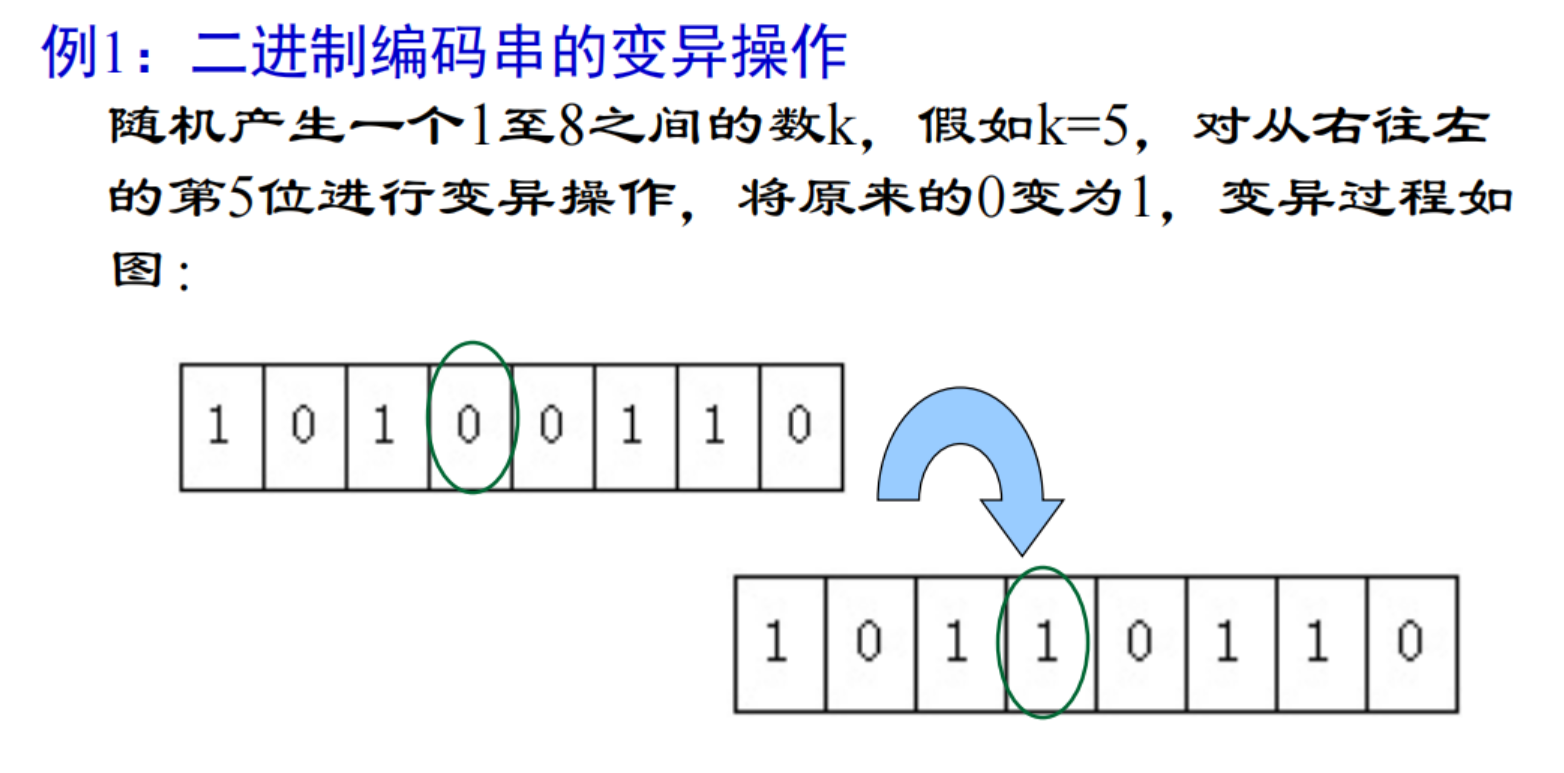 例1：二进制编码串的变异操作
随机产生一个1至8之间的数k，假如k=5，对从右往左
的第5位进行变异操作，将原来的0变为1，变异过程如
图：
1 0 1 0 0 1 1 0
1 0 1 1 0 1 1 0